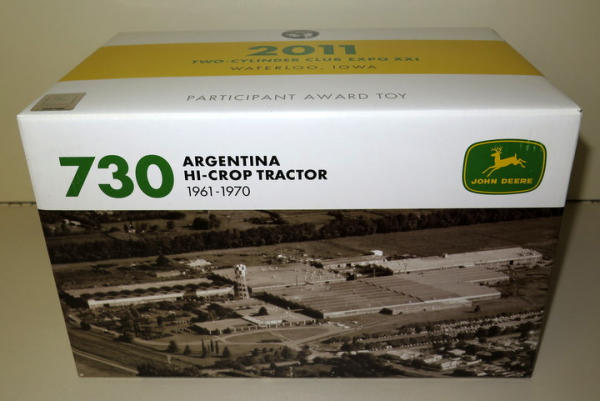 2011
TWO-CYLINDER CLUB EXPO XXI
WATERLOO, IOWA
PARTICIPANT AWARD TOY
730
ARGENTINA
HI-CROP TRACTOR
1961-1970
JOHN DEERE